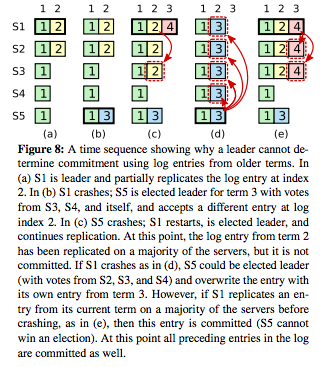 1 2 1 2 1 2 3 1 2 3 1 2 3
S1 1 2 1 2 1 2 4 1 3 1 2 4
S2 1 2 1 2 1 2 1 3 1 2 4
S3 1 1 1 2 1 3 1 2 4
S4 1 1 1 1 3 1
S5 1 1 3 1 3 1 3 1 3
(a) (b) (c) (d) (e)
Figure 8: A time sequence showing why a leader cannot de-
termine commitment using log entries from older terms. In
(a) S1 is leader and partially replicates the log entry at index
2. In (b) S1 crashes; S5 is elected leader for term 3 with votes
from S3, S4, and itself, and accepts a different entry at log
index 2. In (c) S5 crashes; S1 restarts, is elected leader, and
continues replication. At this point, the log entry from term 2
has been replicated on a majority of the servers, but it is not
committed. If S1 crashes as in (d), S5 could be elected leader
(with votes from S2, S3, and S4) and overwrite the entry with
its own entry from term 3. However, if S1 replicates an en-
try from its current term on a majority of the servers before
crashing, as in (e), then this entry is committed (S5 cannot
win an election). At this point all preceding entries in the log
are committed as well.